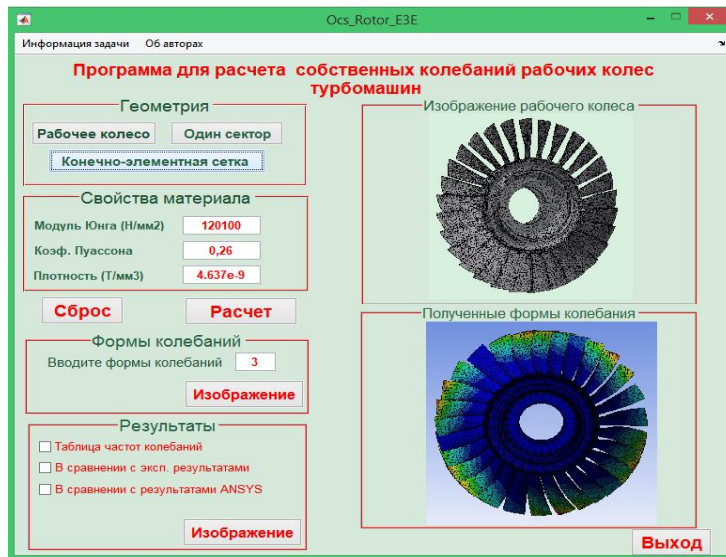 Ocs_Rotor_E3E
Информация задачи Об авторах
Программа для расчета собственных колебаний рабочих колес
турбомашин
Геометрия
Рабочее колесо Один сектор
Конечно-элементная сетка
Свойства материала
Модуль Юнга (Н/мм2) 120100
Коэф. Пуассона 0,26
Плотность (Т/мм3) 4.637e-9
Сброс Расчет
Формы колебаний
Вводите формы колебаний 3
Изображение
Результаты
Таблица частот колебаний
В сравнении с эксп. результатами
В сравнении с результатами ANSYS
Изображение
Изображение рабочего колеса
Полученные формы колебания
Выход